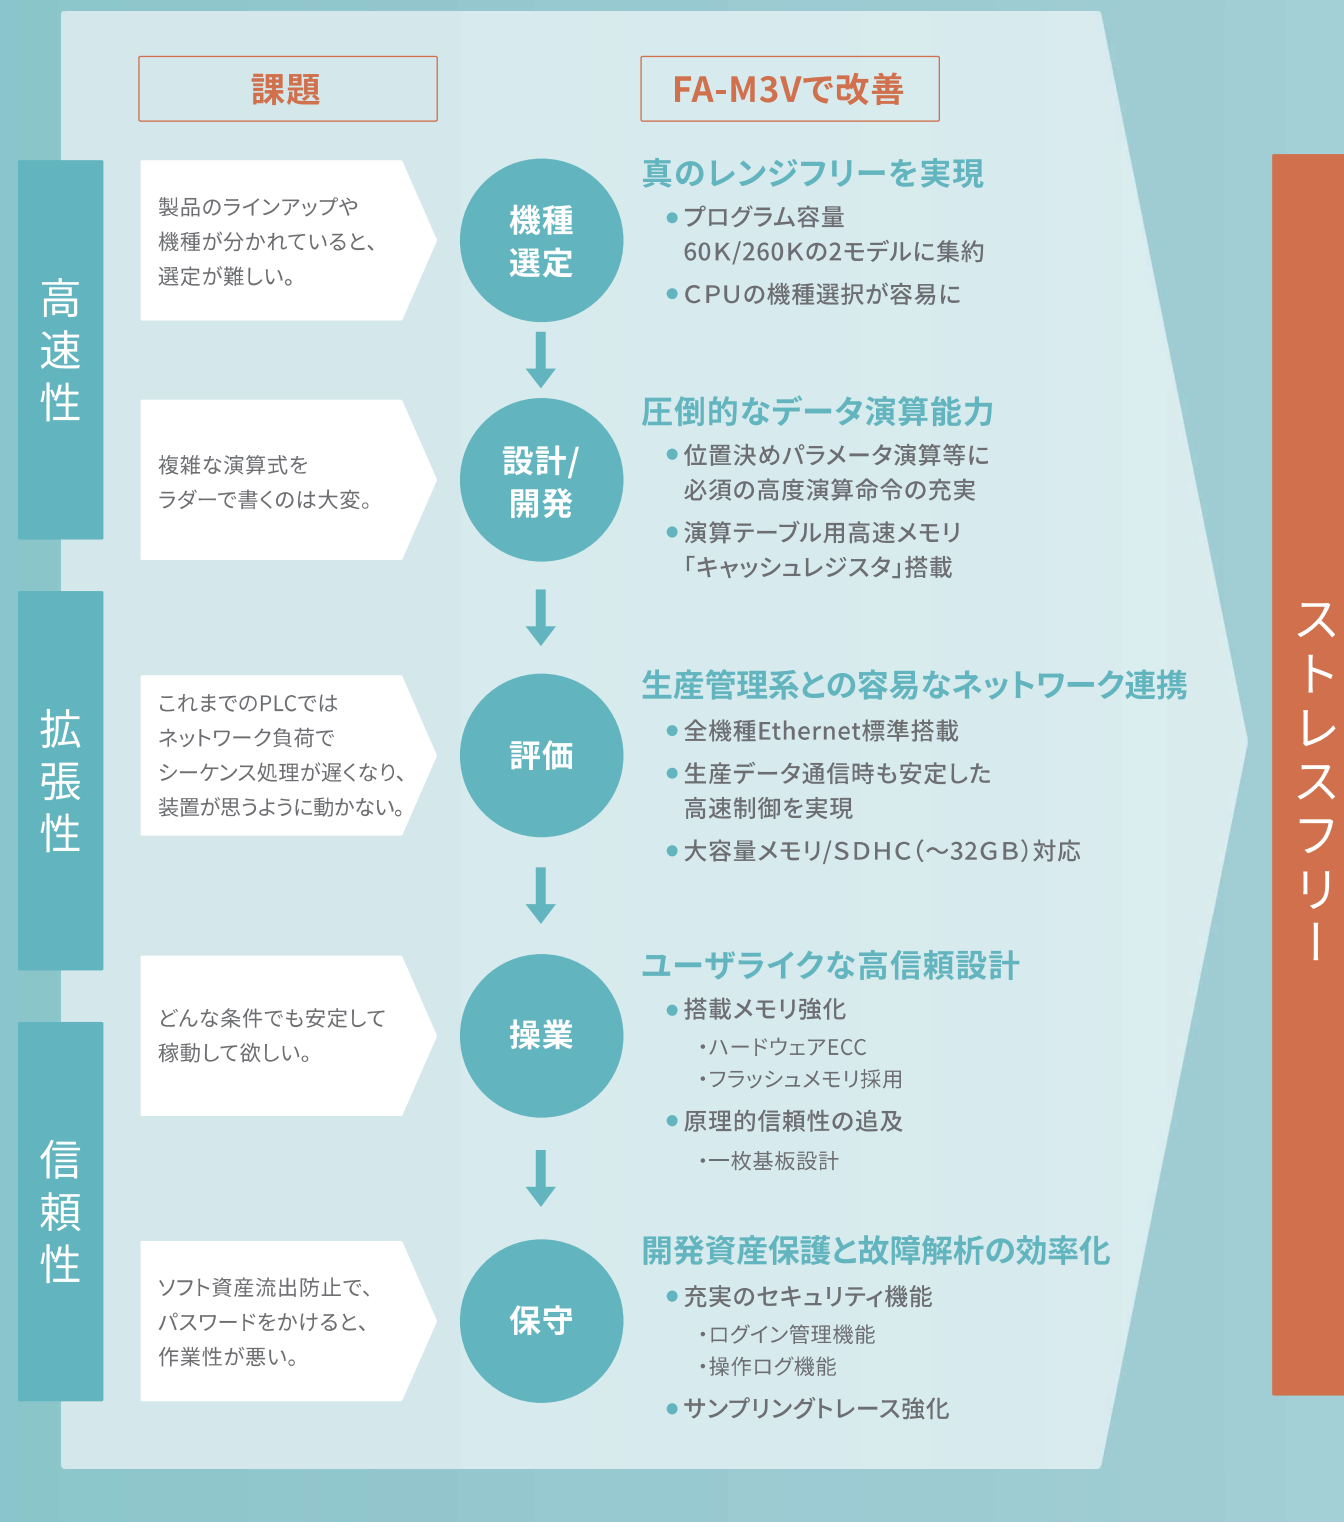 課題
FA-M3Vで改善
高速性
製品のラインアップや
機種が分かれていると、
選定が難しい。
機種
選定
真のレンジフリーを実現
●プログラム容量
60K/260Kの2モデルに集約
●CPUの機種選択が容易に
複雑な演算式を
ラダーで書くのは大変。
設計/
開発
圧倒的なデータ演算能力
●位置決めパラメータ演算等に
必須の高度演算命令の充実
●演算テーブル用高速メモリ
「キャッシュレジスタ」搭載
拡張性
これまでのPLCでは
ネットワーク負荷で
シーケンス処理が遅くなり、
装置が思うように動かない。
評価
生産管理系との容易なネットワーク連携
●全機種Ethernet標準搭載
●生産データ通信時も安定した
高速制御を実現
●大容量メモリ/SDHC(〜32GB)対応
どんな条件でも安定して
稼動して欲しい。
操業
ユーザライクな高信頼設計
●搭載メモリ強化
・ハードウェアECC
・フラッシュメモリ採用
●原理的信頼性の追及
・一枚基板設計
信頼性
ソフト資産流出防止で、
パスワードをかけると、
作業性が悪い。
保守
開発資産保護と故障解析の効率化
●充実のセキュリティ機能
・ログイン管理機能
・操作ログ機能
●サンプリングトレース強化
ストレスフリー